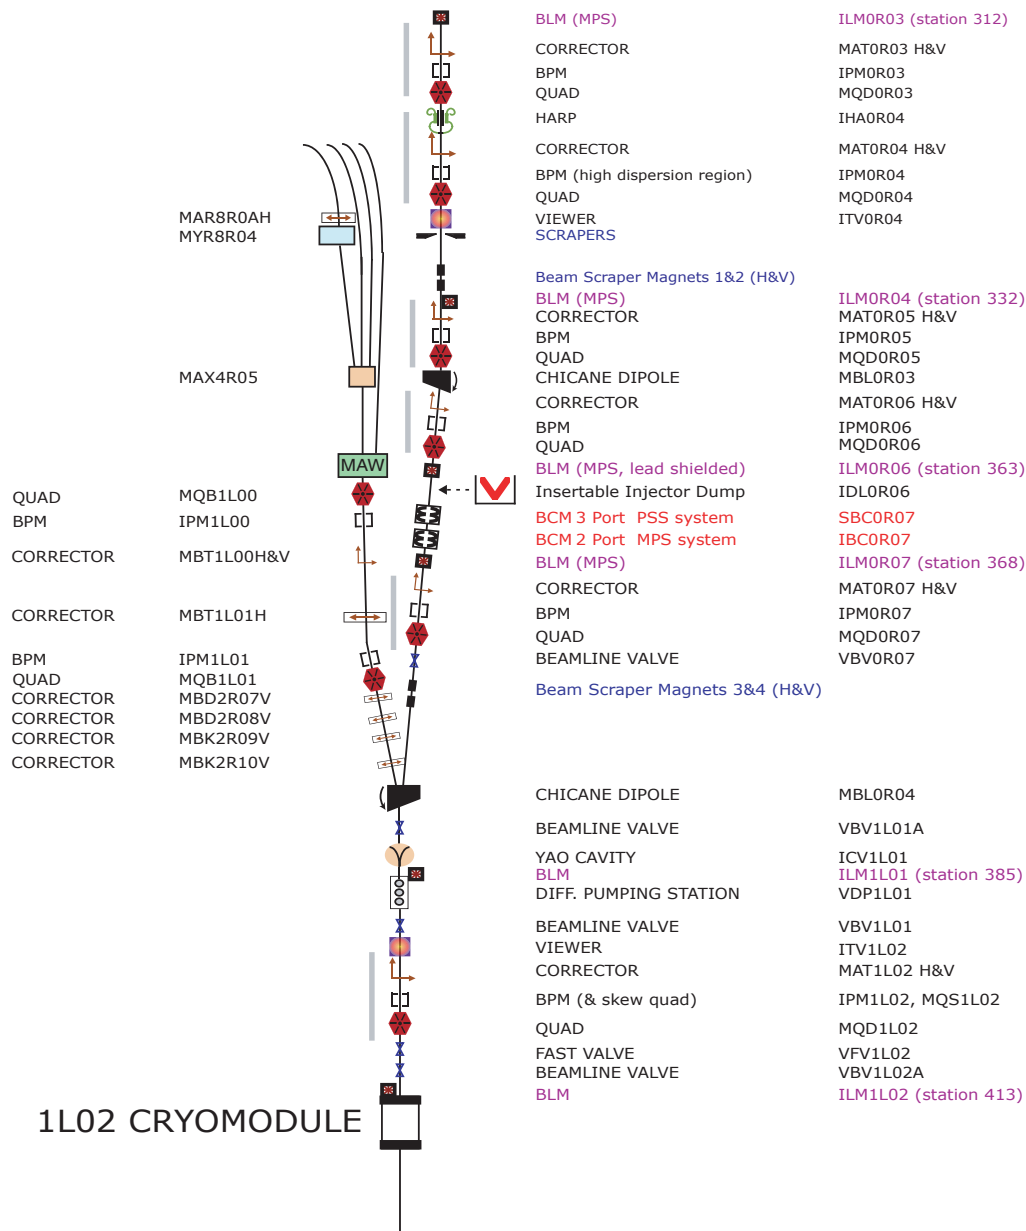 BLM (MPS) ILM0R03 (station 312)
CORRECTOR MAT0R03 H&V
BPM IPM0R03
QUAD MQD0R03
HARP IHA0R04
CORRECTOR MAT0R04 H&V
BPM (high dispersion region) IPM0R04
QUAD MQD0R04
MAR8R0AH VIEWER ITV0R04
MYR8R04 SCRAPERS
Beam Scraper Magnets 1&2 (H&V)
BLM (MPS) ILM0R04 (station 332)
CORRECTOR MAT0R05 H&V
BPM IPM0R05
QUAD MQD0R05
MAX4R05 CHICANE DIPOLE MBL0R03
CORRECTOR MAT0R06 H&V
BPM IPM0R06
QUAD MQD0R06
MAW BLM (MPS, lead shielded) ILM0R06 (station 363)
QUAD MQB1L00 Insertable Injector Dump IDL0R06
BPM IPM1L00 BCM 3 Port PSS system SBC0R07
BCM 2 Port MPS system IBC0R07
CORRECTOR MBT1L00H&V BLM (MPS) ILM0R07 (station 368)
CORRECTOR MAT0R07 H&V
CORRECTOR MBT1L01H BPM IPM0R07
QUAD MQD0R07
BPM IPM1L01 BEAMLINE VALVE VBV0R07
QUAD MQB1L01
CORRECTOR MBD2R07V Beam Scraper Magnets 3&4 (H&V)
CORRECTOR MBD2R08V
CORRECTOR MBK2R09V
CORRECTOR MBK2R10V
CHICANE DIPOLE MBL0R04
BEAMLINE VALVE VBV1L01A
YAO CAVITY ICV1L01
BLM ILM1L01 (station 385)
DIFF. PUMPING STATION VDP1L01
BEAMLINE VALVE VBV1L01
VIEWER ITV1L02
CORRECTOR MAT1L02 H&V
BPM (& skew quad) IPM1L02, MQS1L02
QUAD MQD1L02
FAST VALVE VFV1L02
BEAMLINE VALVE VBV1L02A
BLM ILM1L02 (station 413)
1L02 CRYOMODULE